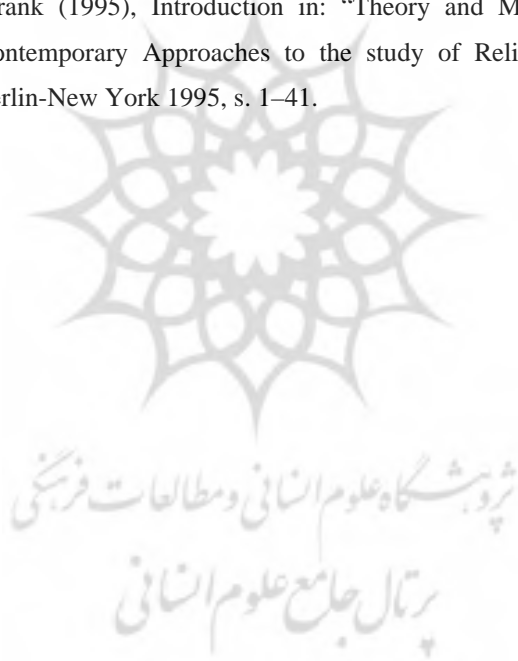 rank (1995), Introduction in: “Theory and M
ontemporary Approaches to the study of Reli
erlin-New York 1995, s. 1–41.
پژوهشگاه علوم انسانی و مطالعات فرهنگی
پرتال جامع علوم انسانی